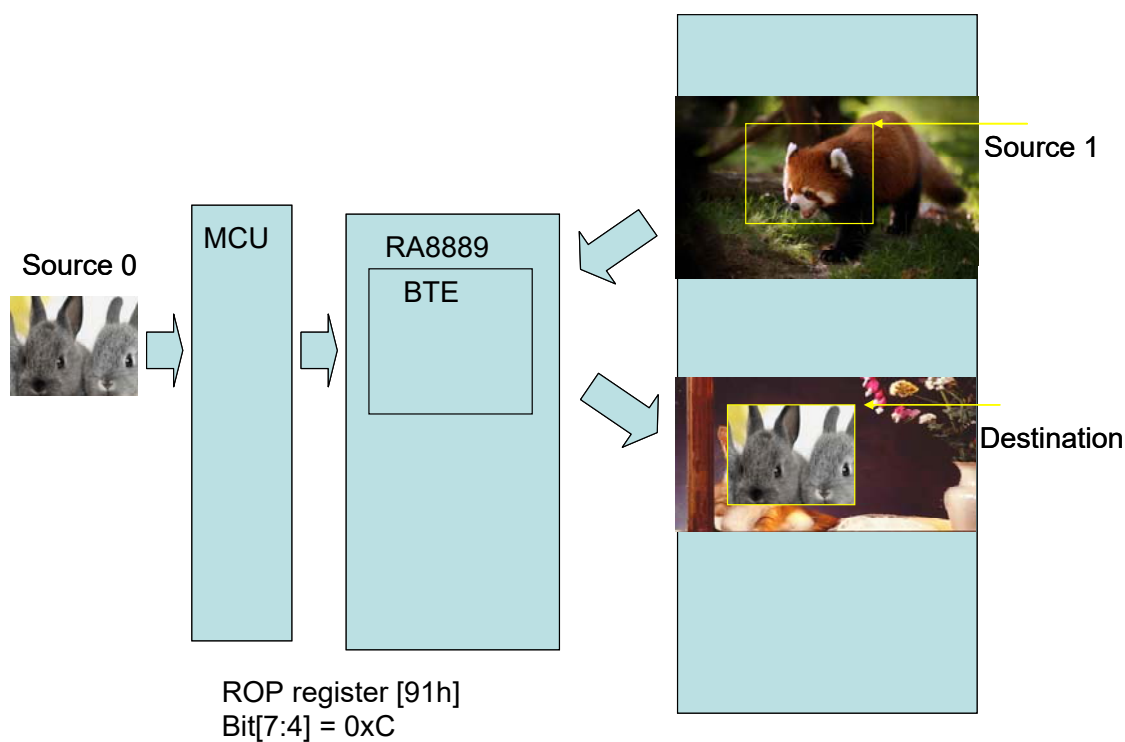 Source 1
MCU
RA8889
Source 0
BTE
Destination
ROP register [91h]
Bit[7:4] = 0xC